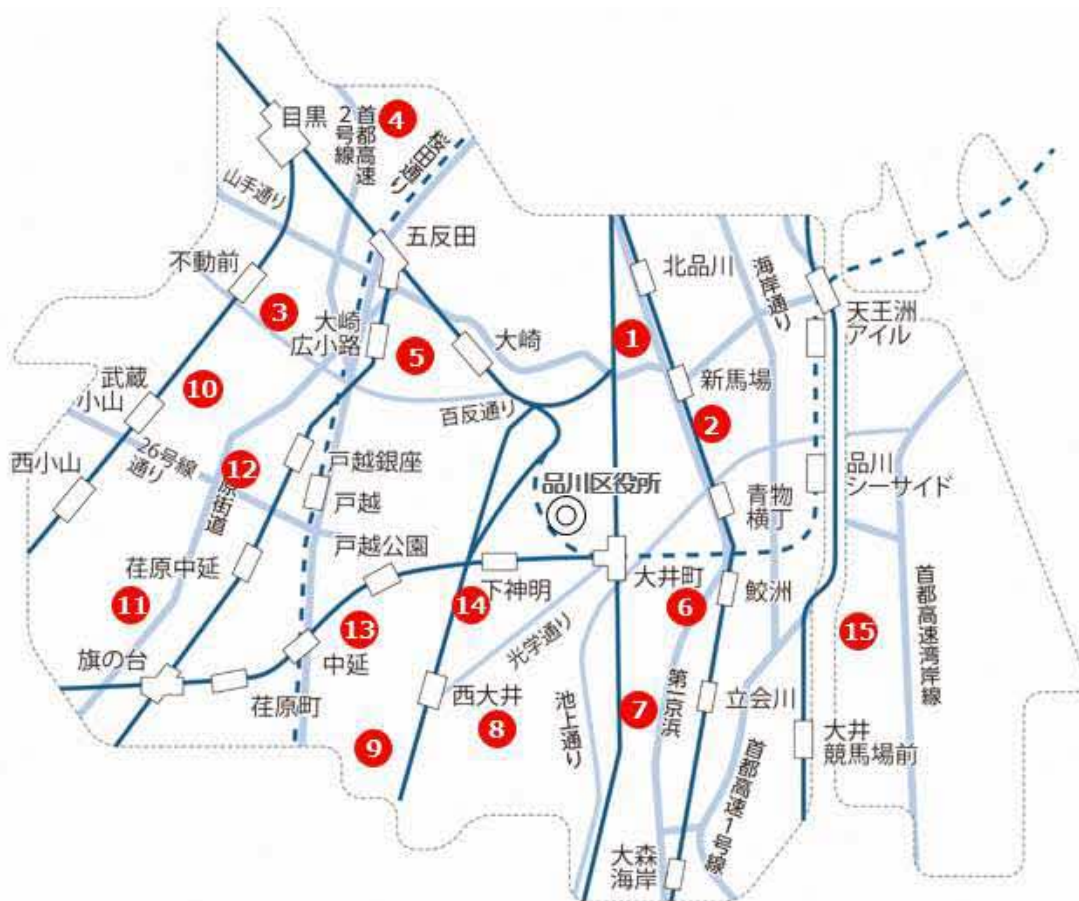 目黒
首都高速
2号線
4
桜田通り
山手通り
五反田
不動前
北品川
海岸通り
天王洲
アイル
3
大崎
広小路
5
大崎
1
新馬場
武蔵
小山
10
百反通り
2
西小山
26号線
通り
12
原街道
戸越銀座
戸越
品川区役所
青物
横丁
品川
シーサイド
戸越公園
荏原中延
下神明
大井町
鮫洲
11
13
14
6
15
光学通り
首都高速湾岸線
旗の台
中延
荏原町
西大井
8
9
池上通り
7
第一京浜
立会川
大井
競馬場前
首都高速1号線
大森
海岸